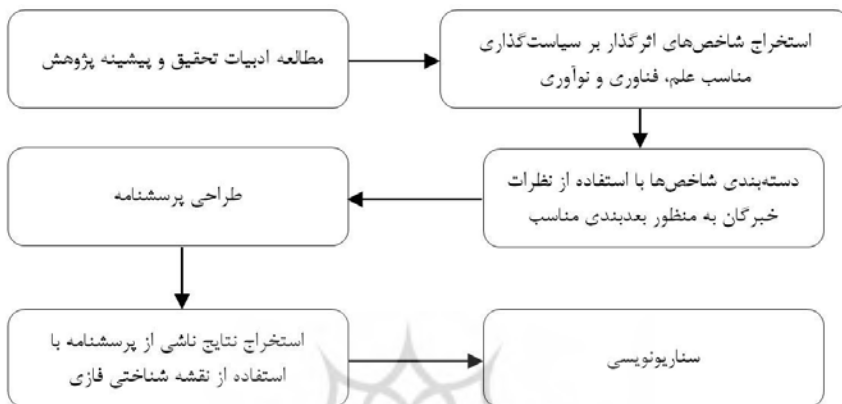 مطالعه ادبیات تحقیق و پیشینه پژوهش
استخراج شاخص‌های اثرگذار بر سیاست‌گذاری
مناسب علم، فناوری و نوآوری
دسته‌بندی شاخص‌ها با استفاده از نظرات
خبرگان به منظور بعدبندی مناسب
طراحی پرسشنامه
استخراج نتایج ناشی از پرسشنامه با
استفاده از نقشه شناختی فازی
سناریونویسی